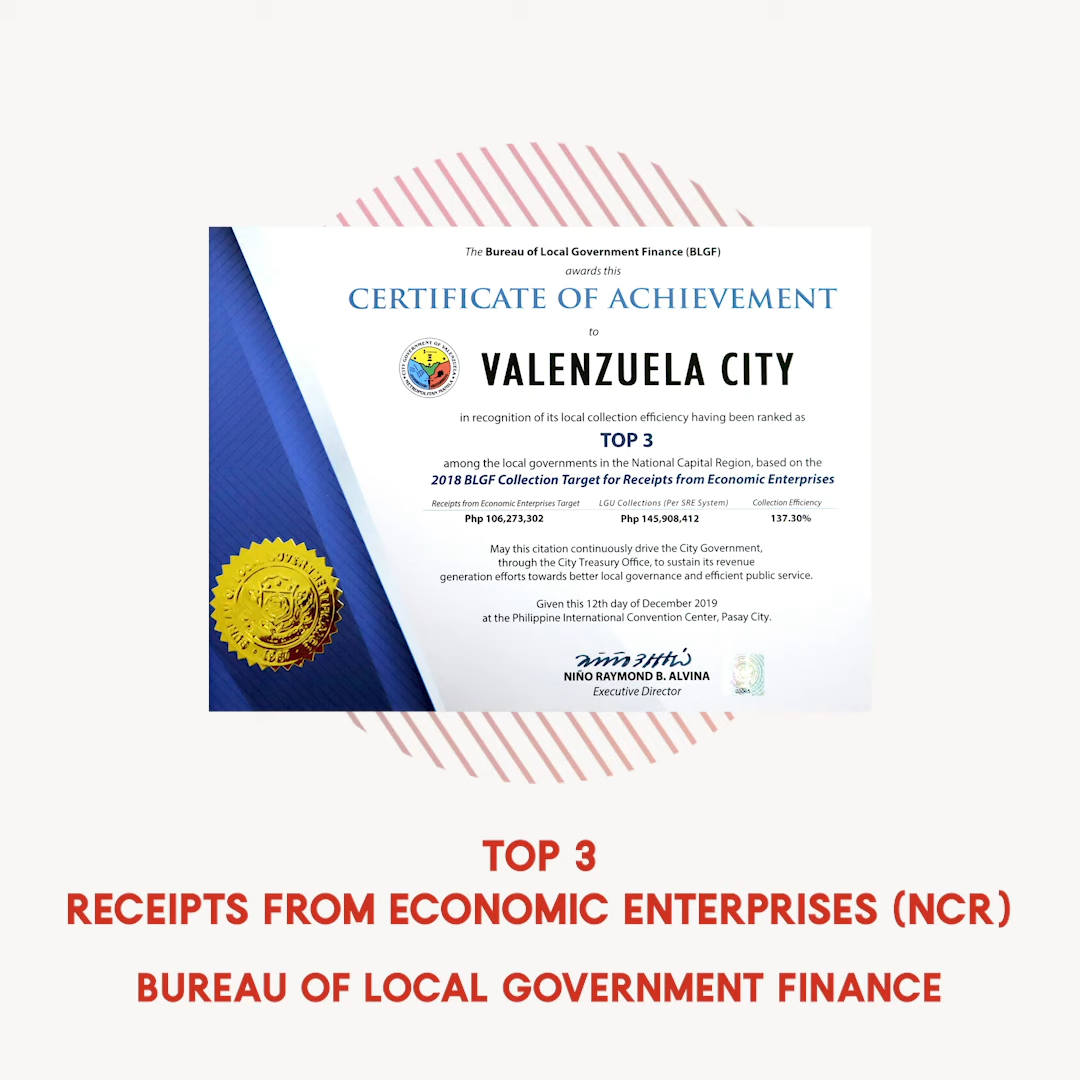 The Bureau of Local Government Finance (BLGF)
awards this
CERTIFICATE OF ACHIEVEMENT
to
CITY GOVERNMENT OF VALENZUELA
METROPOLITAN MANILA
VALENZUELA CITY
in recognition of its local collection efficiency having been ranked as
TOP 3
among the local governments in the National Capital Region, based on the
2018 BLGF Collection Target for Receipts from Economic Enterprises
Receipts from Economic Enterprises Target LGU Collections (Per SRE System) Collection Efficiency
Php 106,273,302 Php 145,908,412 137.30%
May this citation continuously drive the City Government,
through the City Treasury Office, to sustain its revenue
generation efforts towards better local governance and efficient public service.
Given this 12th day of December 2019
at the Philippine International Convention Center, Pasay City.
NIÑO RAYMOND B. ALVINA
Executive Director
TOP 3
RECEIPTS FROM ECONOMIC ENTERPRISES (NCR)
BUREAU OF LOCAL GOVERNMENT FINANCE